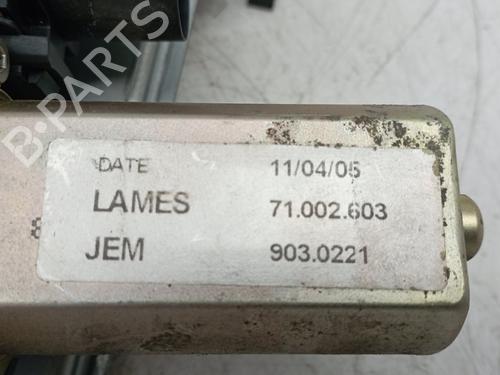 DATE 11/04/05
LAMES 71.002.603
JEM 903.0221
B-PARTS